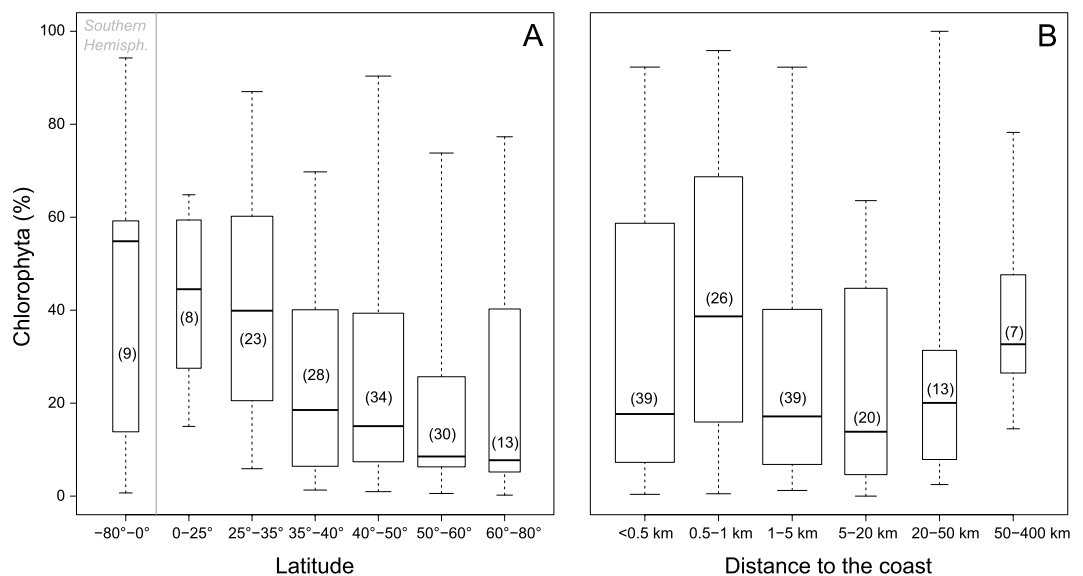 Southern
Hemisph.
A
B
Chlorophyta (%)
100
80
60
40
20
0
(9)
(8)
(23)
(28)
(34)
(30)
(13)
(39)
(26)
(39)
(20)
(13)
(7)
−80°−0°
0−25°
25°−35°
35°−40°
40°−50°
50°−60°
60°−80°
<0.5 km
0.5−1 km
1−5 km
5−20 km
20−50 km
50−400 km
Latitude
Distance to the coast